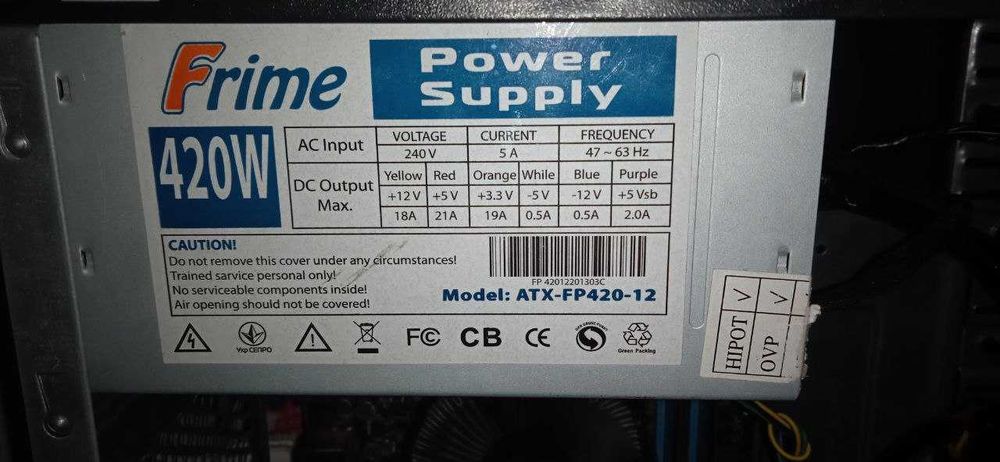 Frime
Power
Supply
420W
AC Input VOLTAGE CURRENT FREQUENCY
240 V 5 A 47 ~ 63 Hz
DC Output Max. Yellow Red Orange While Blue Purple
+12 V +5 V +3.3 V -5 V -12 V +5 Vsb
18A 21A 19A 0.5A 0.5A 2.0A
CAUTION!
Do not remove this cover under any circumstances!
Trained sarvice personal only!
No serviceable components inside!
Air opening should not be covered!
FP 42012201303C
Model: ATX-FP420-12
Укр СЕПРО
FC
CB
CE
Green Packing
HIPOT V
OVP V